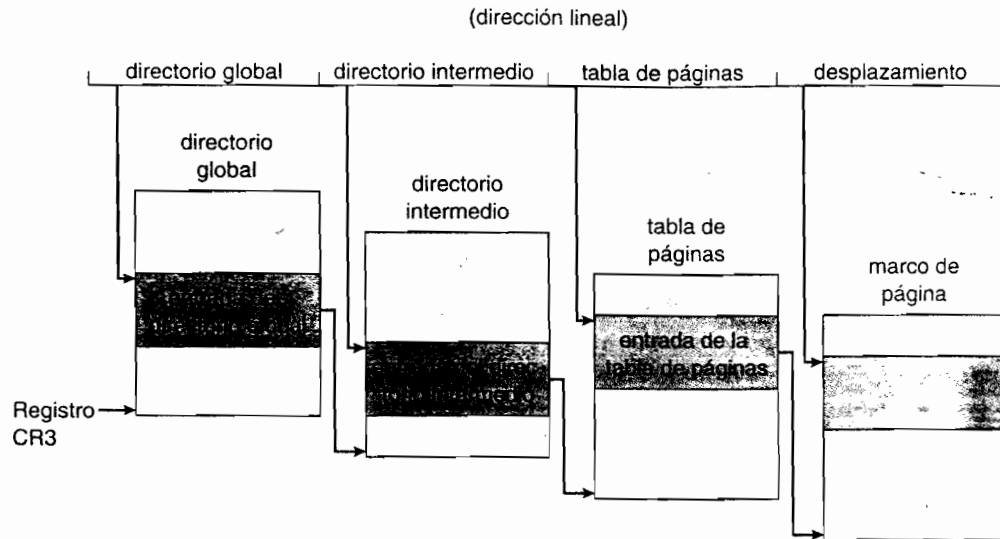 (dirección lineal)
directorio global
directorio intermedio
tabla de páginas
desplazamiento
directorio
global
directorio
intermedio
tabla de
páginas
marco de
página
entrada de la
tabla de páginas
Registro
CR3